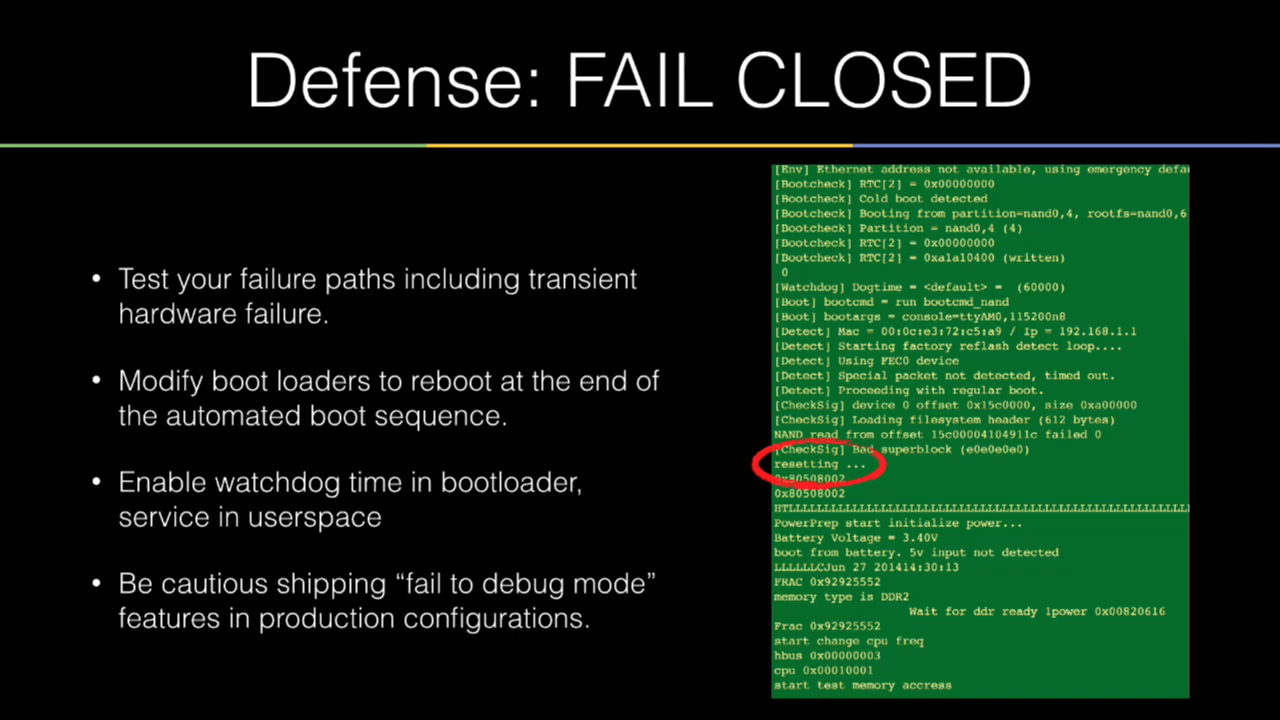 Defense: FAIL CLOSED
• Test your failure paths including transient
hardware failure.
• Modify boot loaders to reboot at the end of
the automated boot sequence.
• Enable watchdog time in bootloader,
service in userspace
• Be cautious shipping “fail to debug mode”
features in production configurations.
[Env] Ethernet address not available, using emergency defau
[Bootcheck] RTC[2] = 0x00000000
[Bootcheck] Cold boot detected
[Bootcheck] Booting from partition=nand0,4, rootfs=nand0,6
[Bootcheck] Partition = nand0,4 (4)
[Bootcheck] RTC[2] = 0x00000000
[Bootcheck] RTC[2] = 0xa1a10400 (written)
0
[Watchdog] Dogtime = <default> = (60000)
[Boot] bootcmd = run bootcmd_nand
[Boot] bootargs = console=ttyAM0,115200n8
[Detect] Mac = 00:0c:e3:72:c5:a9 / Ip = 192.168.1.1
[Detect] Starting factory reflash detect loop....
[Detect] Using FEC0 device
[Detect] Special packet not detected, timed out.
[Detect] Proceeding with regular boot.
[CheckSig] device 0 offset 0x15c0000, size 0xa00000
[CheckSig] Loading filesystem header (612 bytes)
NAND read from offset 15c00004104911c failed 0
[CheckSig] Bad superblock (e0e0e0e0)
resetting ...
0x80508002
0x80508002
PowerPrep start initialize power...
Battery Voltage = 3.40V
boot from battery. 5v input not detected
LLLLLLCJun 27 201414:30:13
FRAC 0x92925552
memory type is DDR2
Wait for ddr ready 1power 0x00820616
Frac 0x92925552
start change cpu freq
hbus 0x00000003
cpu 0x00010001
start test memory accress